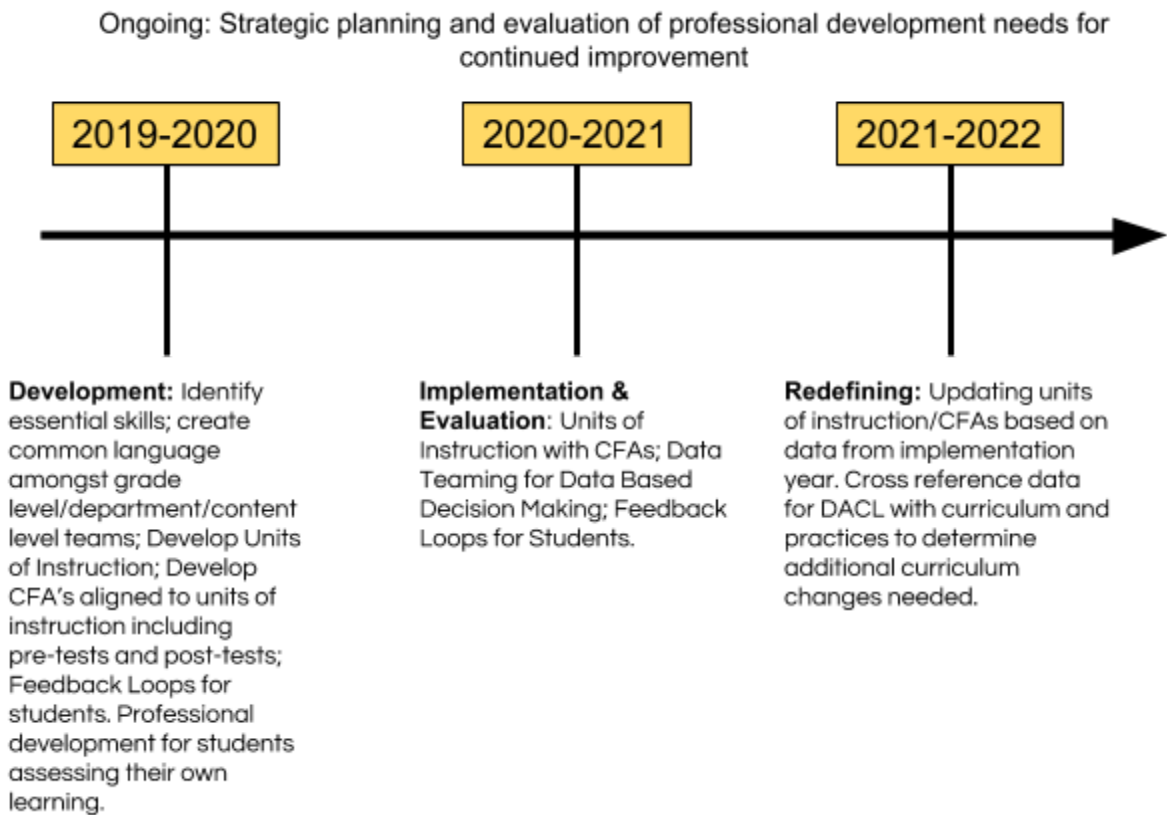 Ongoing: Strategic planning and evaluation of professional development needs for
continued improvement
2019-2020
2020-2021
2021-2022
Development: Identify
essential skills; create
common language
amongst grade
level/department/content
level teams; Develop Units
of Instruction; Develop
CFA's aligned to units of
instruction including
pre-tests and post-tests;
Feedback Loops for
students. Professional
development for students
assessing their own
learning.
Implementation &
Evaluation: Units of
Instruction with CFAs; Data
Teaming for Data Based
Decision Making; Feedback
Loops for Students.
Redefining: Updating units
of instruction/CFAs based on
data from implementation
year. Cross reference data
for DACL with curriculum and
practices to determine
additional curriculum
changes needed.